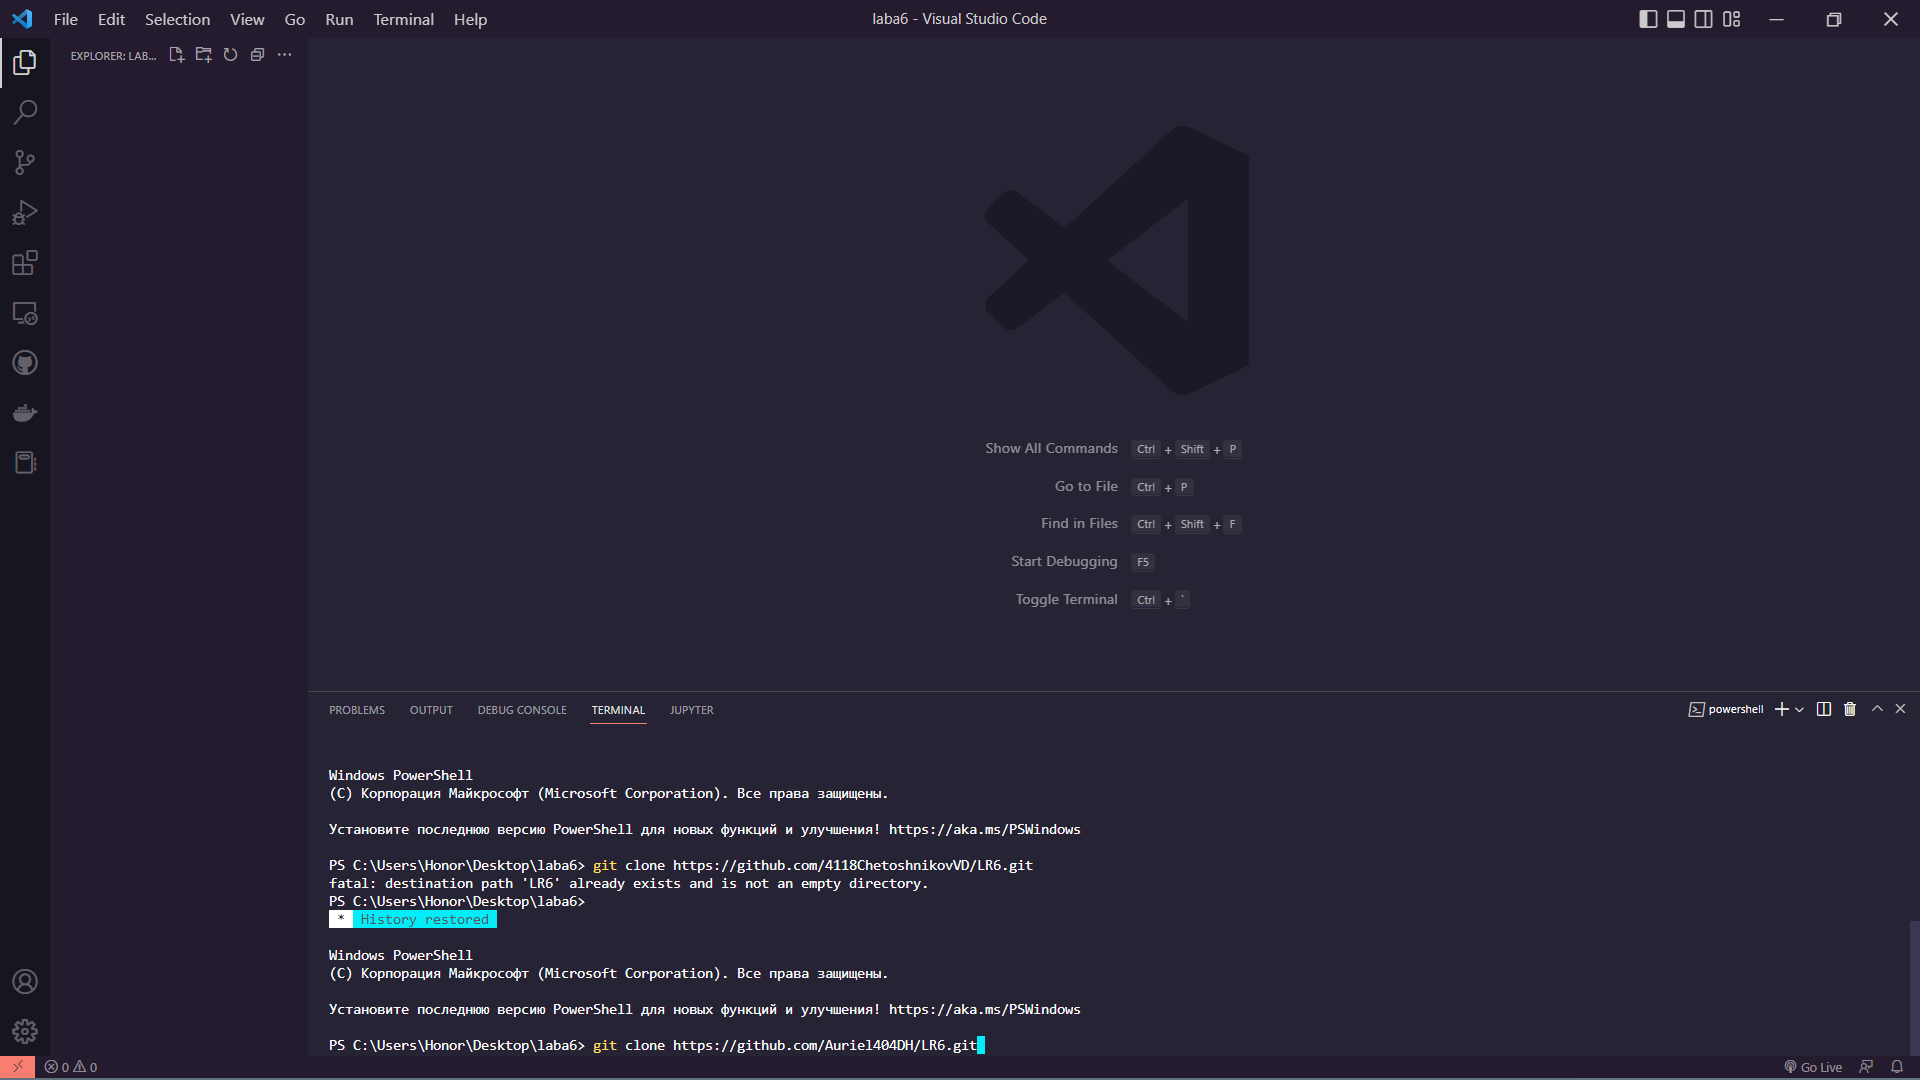 File Edit Selection View Go Run Terminal Help
laba6 - Visual Studio Code
EXPLORER: LAB...
Show All Commands Ctrl + Shift + P
Go to File Ctrl + P
Find in Files Ctrl + Shift + F
Start Debugging F5
Toggle Terminal Ctrl + `
PROBLEMS OUTPUT DEBUG CONSOLE TERMINAL JUPYTER
powershell
Windows PowerShell
(C) Корпорация Майкрософт (Microsoft Corporation). Все права защищены.
Установите последнюю версию PowerShell для новых функций и улучшения! https://aka.ms/PSWindows
PS C:\Users\Honor\Desktop\laba6> git clone https://github.com/4118ChetoshnikovVD/LR6.git
fatal: destination path 'LR6' already exists and is not an empty directory.
PS C:\Users\Honor\Desktop\laba6>
* History restored
Windows PowerShell
(C) Корпорация Майкрософт (Microsoft Corporation). Все права защищены.
Установите последнюю версию PowerShell для новых функций и улучшения! https://aka.ms/PSWindows
PS C:\Users\Honor\Desktop\laba6> git clone https://github.com/Auriel404DH/LR6.git
0 0
Go Live